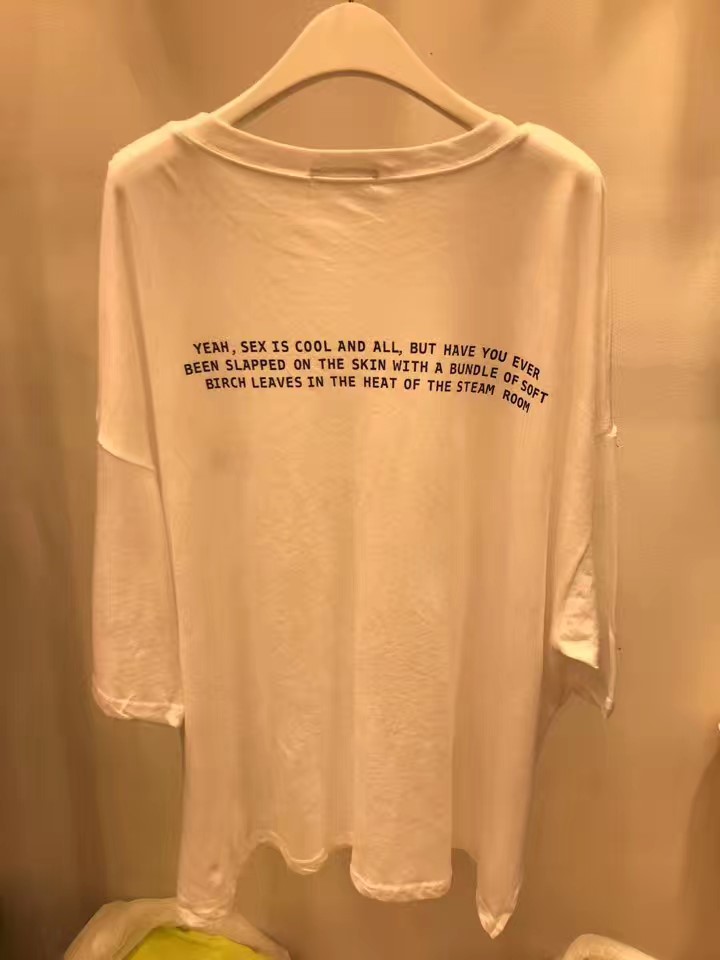 YEAH, SEX IS COOL AND ALL, BUT HAVE YOU EVER
BEEN SLAPPED ON THE SKIN WITH A BUNDLE OF SOFT
BIRCH LEAVES IN THE HEAT OF THE STEAM ROOM